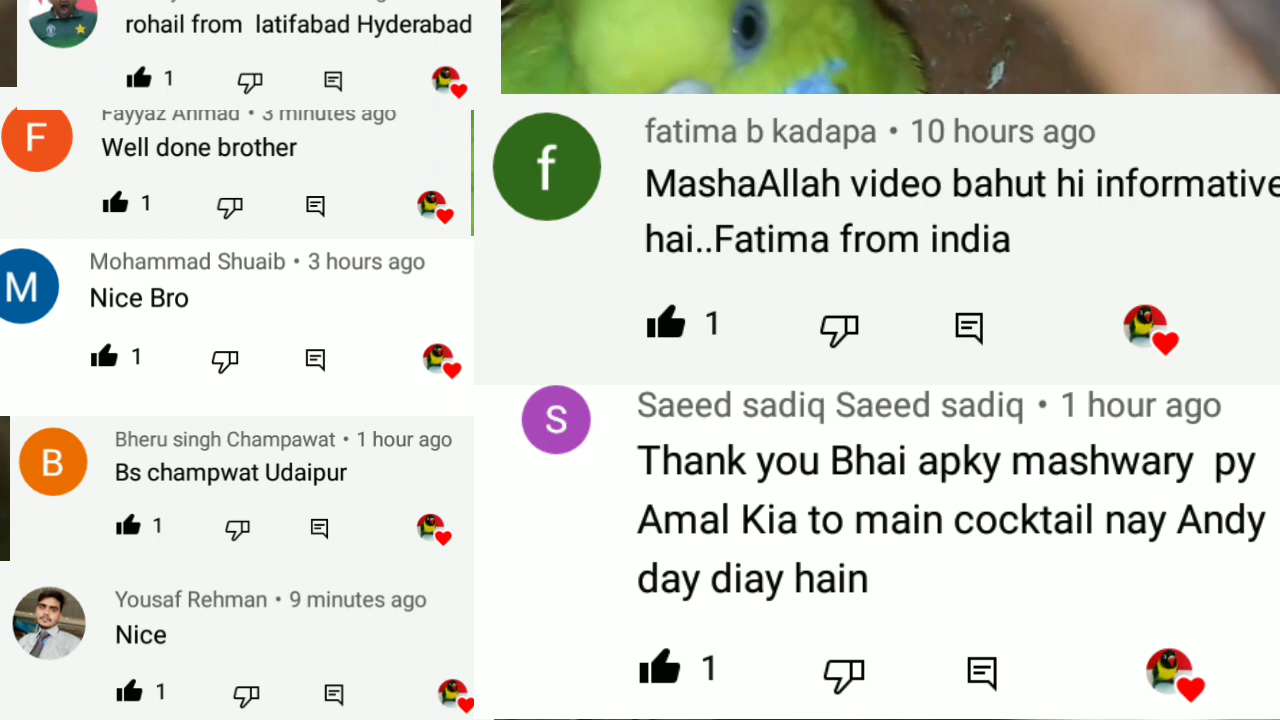 rohail from latifabad Hyderabad
1
Fayyaz Ahmad • 3 minutes ago
F
Well done brother
1
Mohammad Shuaib • 3 hours ago
M
Nice Bro
1
Bheru singh Champawat • 1 hour ago
B
Bs champwat Udaipur
1
Yousaf Rehman • 9 minutes ago
Nice
1
fatima b kadapa • 10 hours ago
f
MashaAllah video bahut hi informative
hai..Fatima from india
1
Saeed sadiq Saeed sadiq • 1 hour ago
S
Thank you Bhai apky mashwary py
Amal Kia to main cocktail nay Andy
day diay hain
1